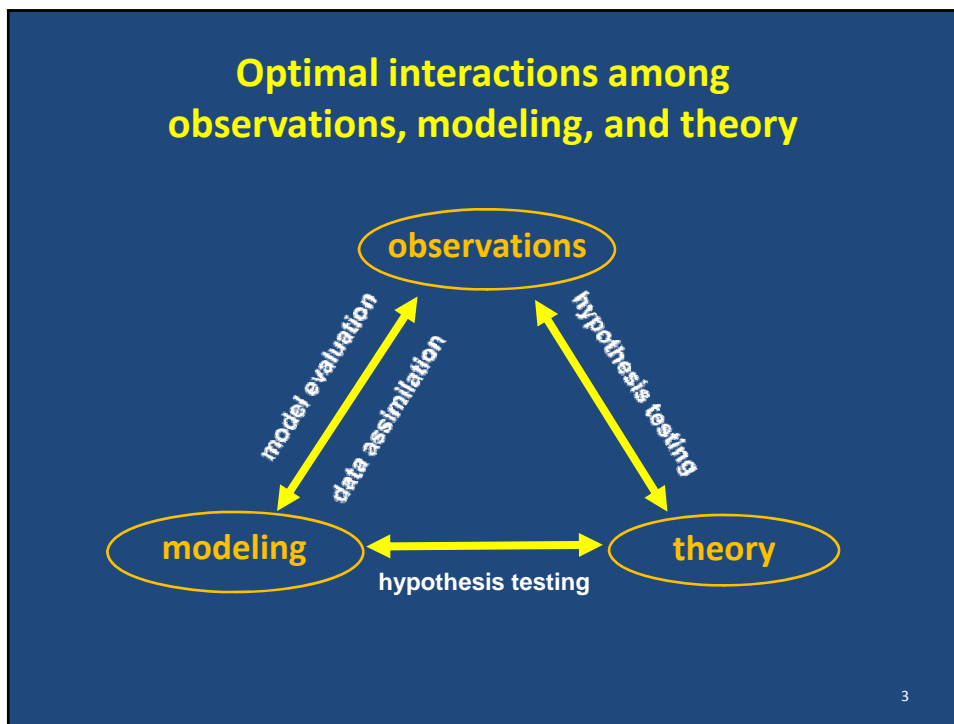 Optimal interactions among
observations, modeling, and theory
observations
model evaluation
data assimilation
hypothesis testing
modeling
theory
hypothesis testing
3